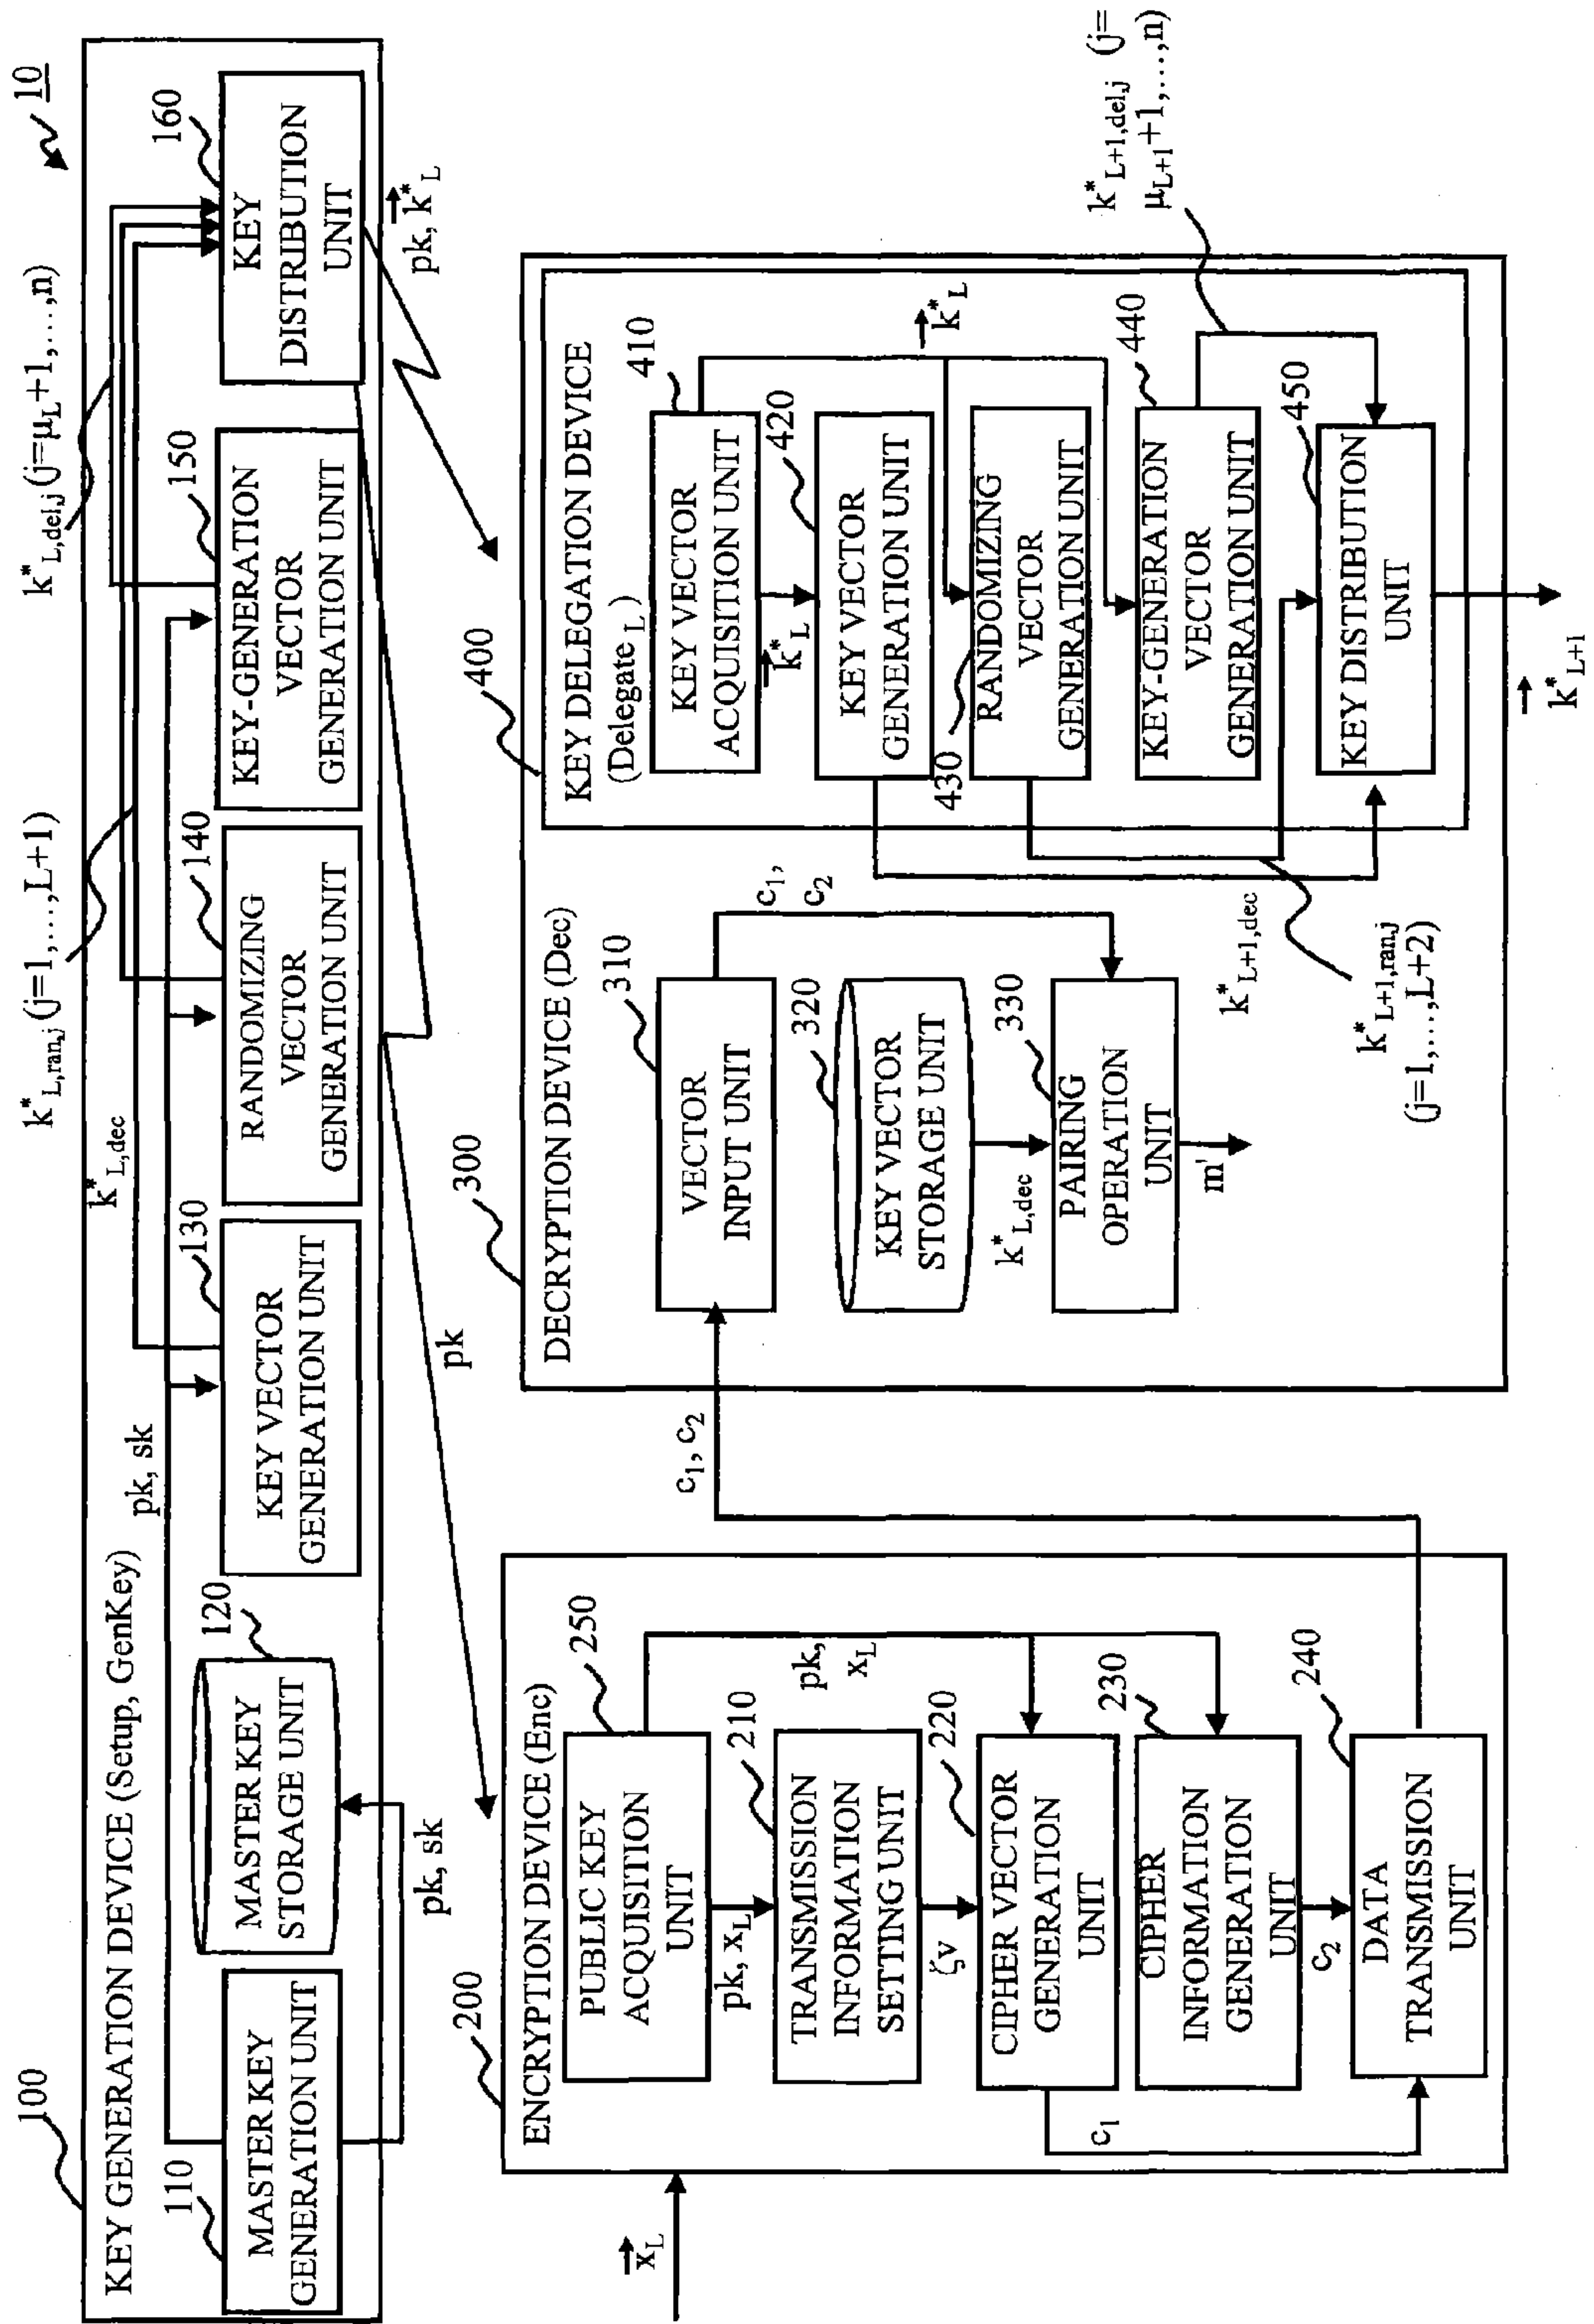 10
100
KEY GENERATION DEVICE (Setup, GenKey)
110
MASTER KEY
GENERATION UNIT
pk, sk
120
MASTER KEY
STORAGE UNIT
pk, sk
130
KEY VECTOR
GENERATION UNIT
k*L,dec
140
RANDOMIZING
VECTOR
GENERATION UNIT
k*L,ran,j (j=1,...,L+1)
150
KEY-GENERATION
VECTOR
GENERATION UNIT
k*L,del,j (j=μL+1,...,n)
160
KEY
DISTRIBUTION
UNIT
pk, k⃗*L
pk
x⃗L
200
ENCRYPTION DEVICE (Enc)
250
PUBLIC KEY
ACQUISITION
UNIT
pk, xL
pk,
xL
210
TRANSMISSION
INFORMATION
SETTING UNIT
ζv
220
CIPHER VECTOR
GENERATION
UNIT
c1
230
CIPHER
INFORMATION
GENERATION
UNIT
c2
240
DATA
TRANSMISSION
UNIT
c1, c2
300
DECRYPTION DEVICE (Dec)
310
VECTOR
INPUT UNIT
c1,
c2
320
KEY VECTOR
STORAGE UNIT
k*L,dec
330
PAIRING
OPERATION
UNIT
m'
400
KEY DELEGATION DEVICE
(Delegate L)
410
KEY VECTOR
ACQUISITION UNIT
k⃗*L
k⃗*L
420
KEY VECTOR
GENERATION UNIT
k*L+1,dec
430
RANDOMIZING
VECTOR
GENERATION UNIT
k*L+1,ran,j
(j=1,...,L+2)
440
KEY-GENERATION
VECTOR
GENERATION UNIT
k*L+1,del,j (j=
μL+1+1,...,n)
450
KEY DISTRIBUTION
UNIT
k⃗*L+1